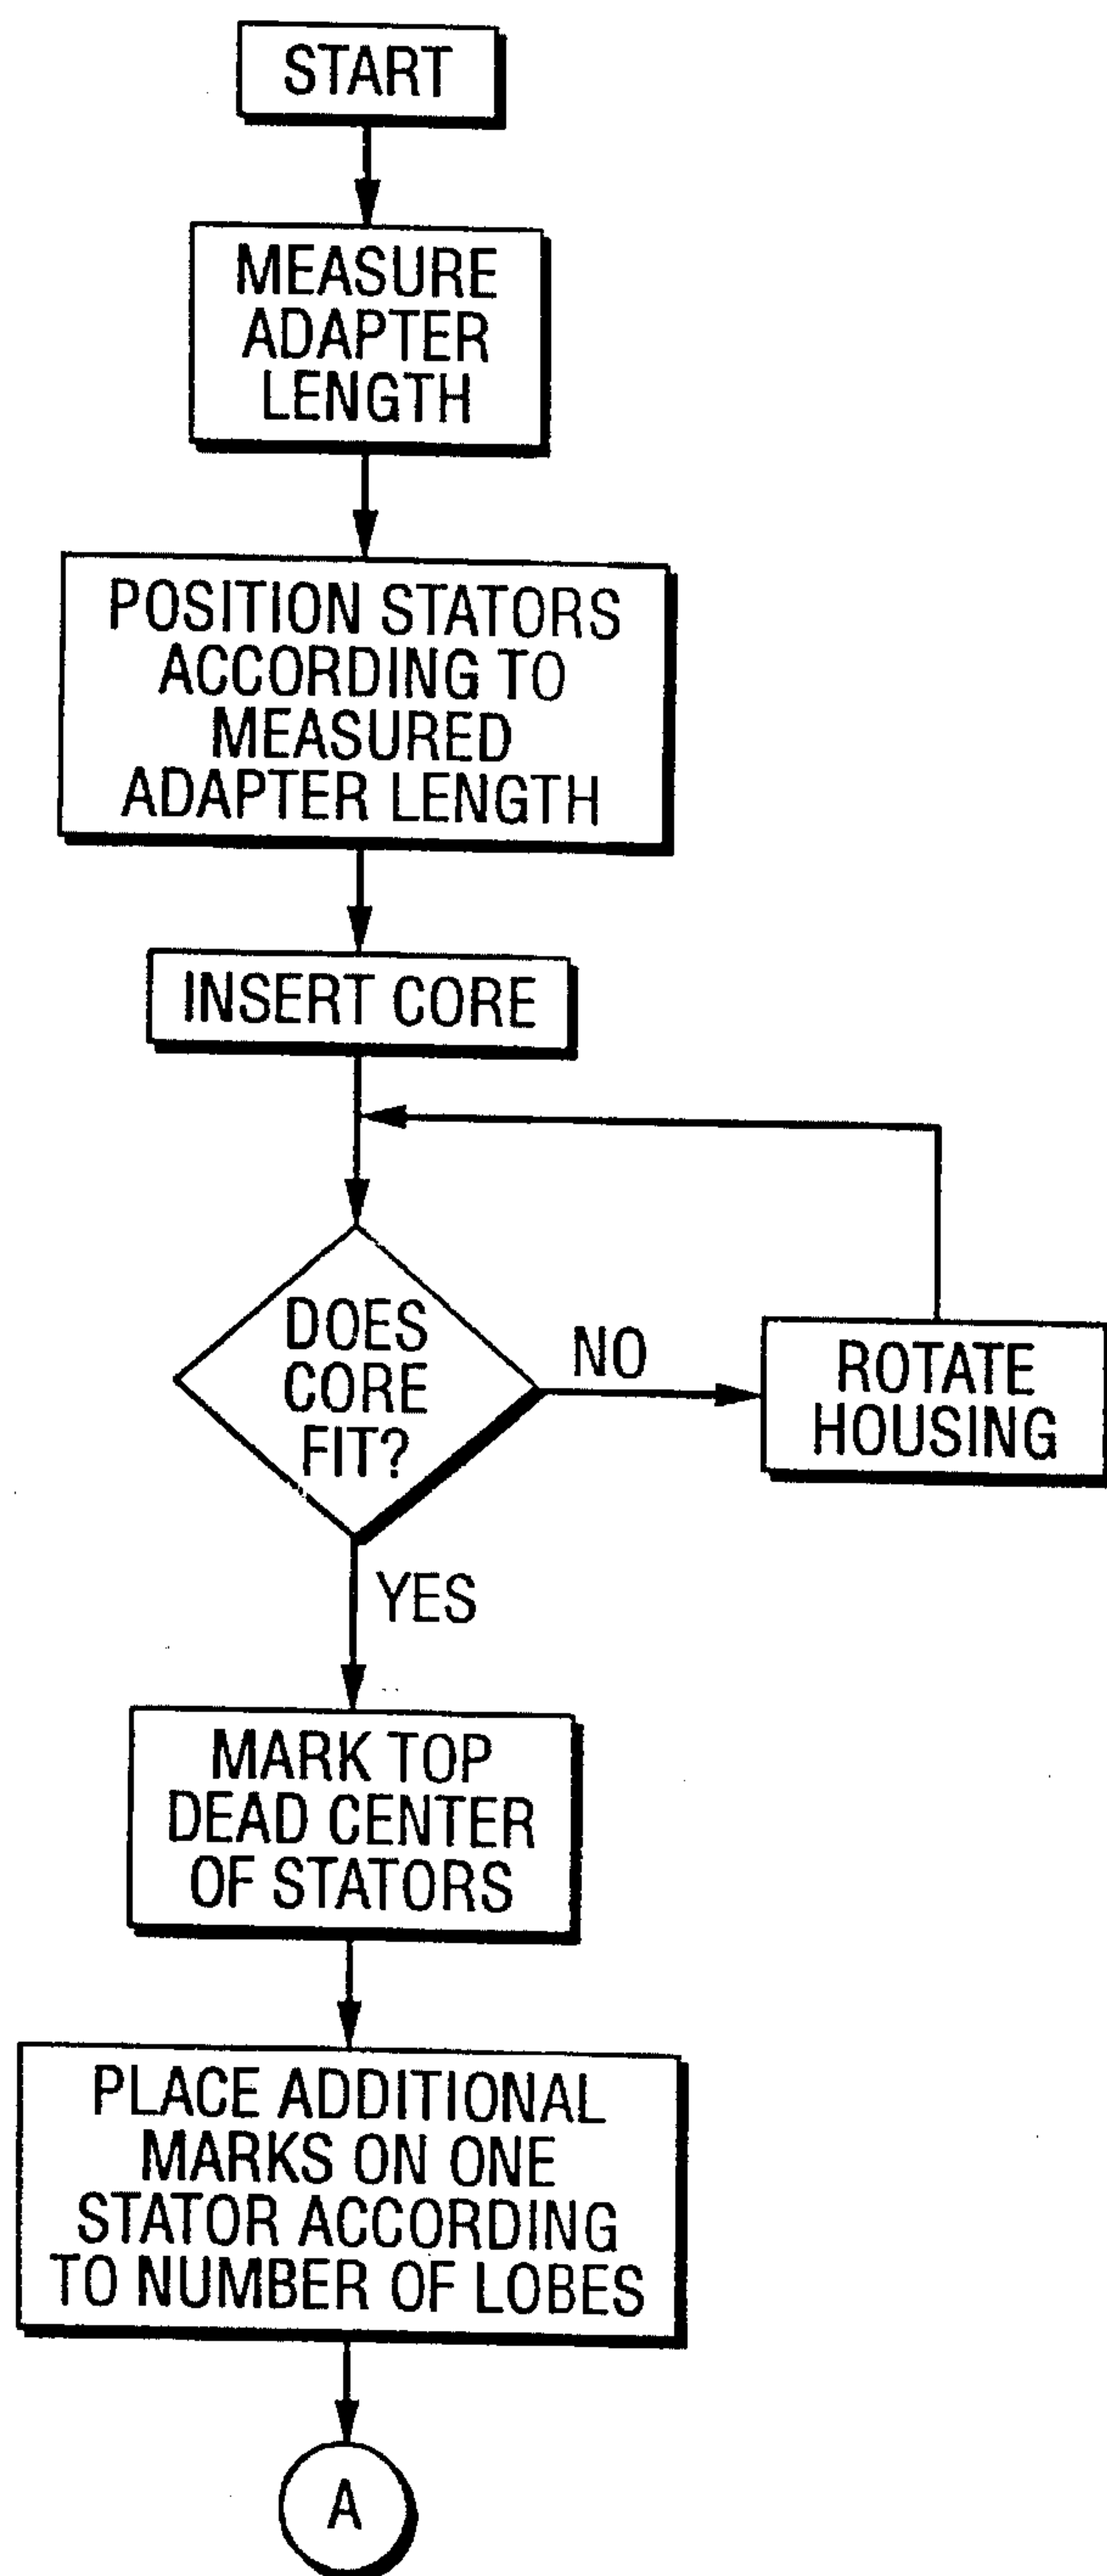 START
MEASURE
ADAPTER
LENGTH
POSITION STATORS
ACCORDING TO
MEASURED
ADAPTER LENGTH
INSERT CORE
DOES
CORE
FIT?
NO
ROTATE
HOUSING
YES
MARK TOP
DEAD CENTER
OF STATORS
PLACE ADDITIONAL
MARKS ON ONE
STATOR ACCORDING
TO NUMBER OF LOBES
A